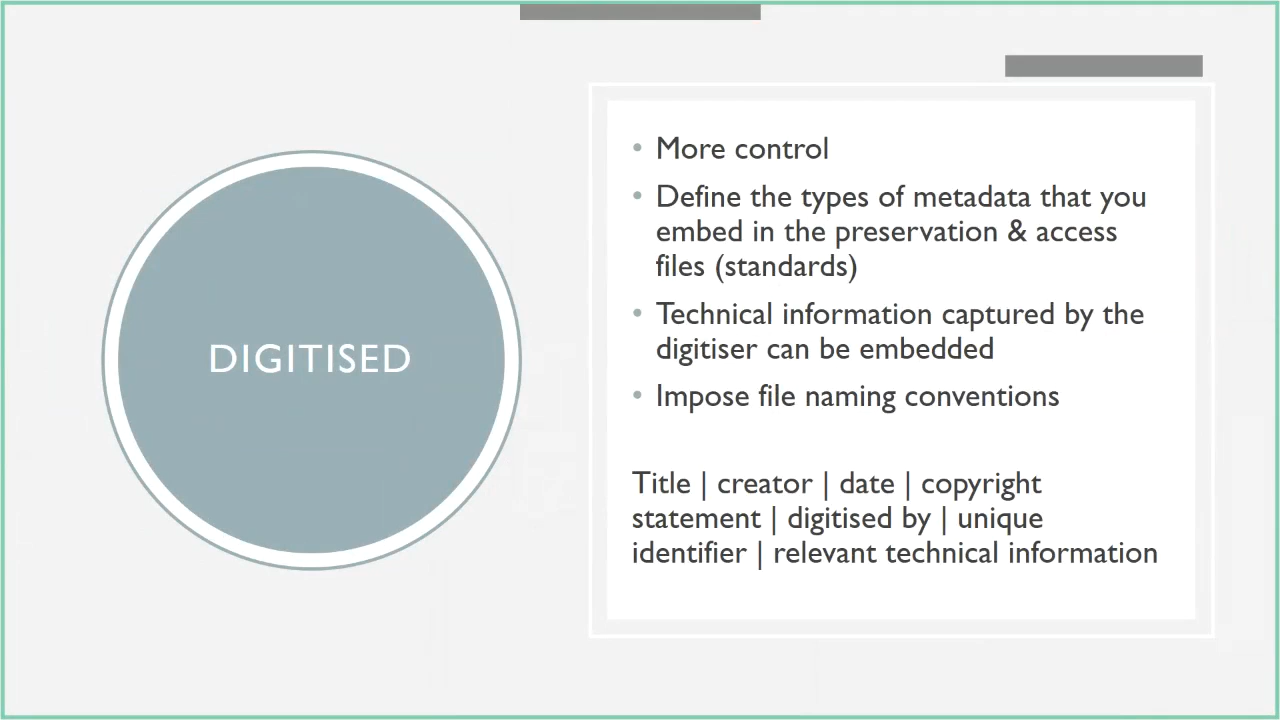 DIGITISED
• More control
• Define the types of metadata that you
embed in the preservation & access
files (standards)
• Technical information captured by the
digitiser can be embedded
• Impose file naming conventions
Title | creator | date | copyright
statement | digitised by | unique
identifier | relevant technical information